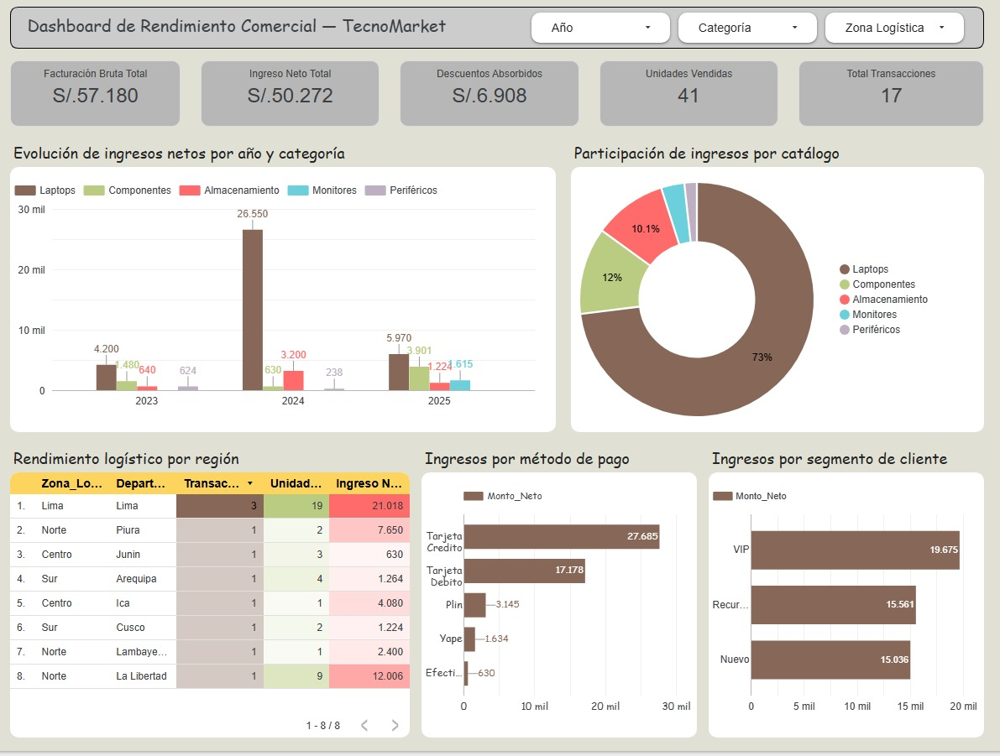 Dashboard de Rendimiento Comercial — TecnoMarket
Año
Categoría
Zona Logística
Facturación Bruta Total
S/.57.180
Ingreso Neto Total
S/.50.272
Descuentos Absorbidos
S/.6.908
Unidades Vendidas
41
Total Transacciones
17
Evolución de ingresos netos por año y categoría
Laptops Componentes Almacenamiento Monitores Periféricos
30 mil
20 mil
10 mil
0
4.200
1.480
640
624
26.550
630
3.200
238
5.970
3.901
1.224
1.615
2023 2024 2025
Participación de ingresos por catálogo
10.1%
12%
73%
Laptops
Componentes
Almacenamiento
Monitores
Periféricos
Rendimiento logístico por región
Zona_Lo... Depart... Transac... Unidad... Ingreso N...
1. Lima Lima 3 19 21.018
2. Norte Piura 1 2 7.650
3. Centro Junin 1 3 630
4. Sur Arequipa 1 4 1.264
5. Centro Ica 1 1 4.080
6. Sur Cusco 1 2 1.224
7. Norte Lambaye... 1 1 2.400
8. Norte La Libertad 1 9 12.006
1 - 8 / 8
Ingresos por método de pago
Monto_Neto
Tarjeta
Credito
27.685
Tarjeta
Debito
17.178
Plin 3.145
Yape 1.634
Efecti... 630
0 10 mil 20 mil 30 mil
Ingresos por segmento de cliente
Monto_Neto
VIP 19.675
Recur... 15.561
Nuevo 15.036
0 5 mil 10 mil 15 mil 20 mil